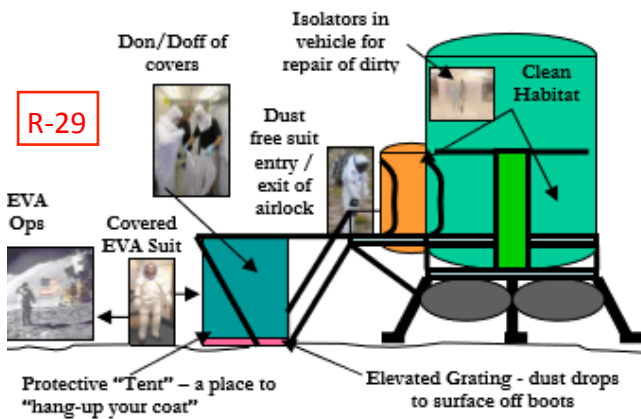 Don/Doff of
covers
Isolators in
vehicle for
repair of dirty
Clean
Habitat
R-29
Dust
free suit
entry /
exit of
airlock
EVA
Ops
Covered
EVA Suit
Protective “Tent” – a place to
“hang-up your coat”
Elevated Grating - dust drops
to surface off boots